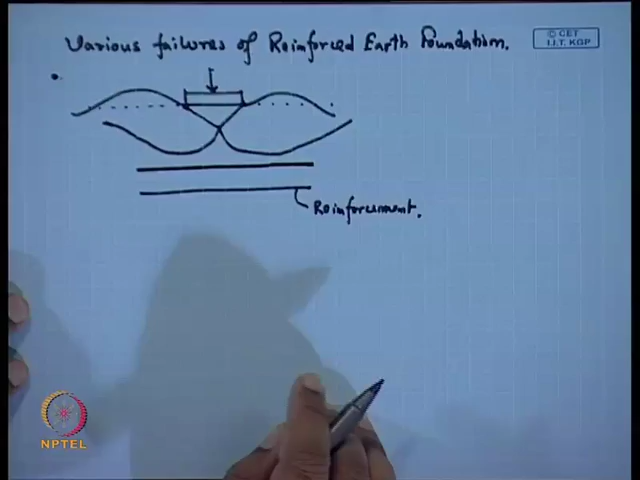 Various failures of Reinforced Earth Foundation.
© CET
I.I.T. KGP
Reinforcement.
NPTEL